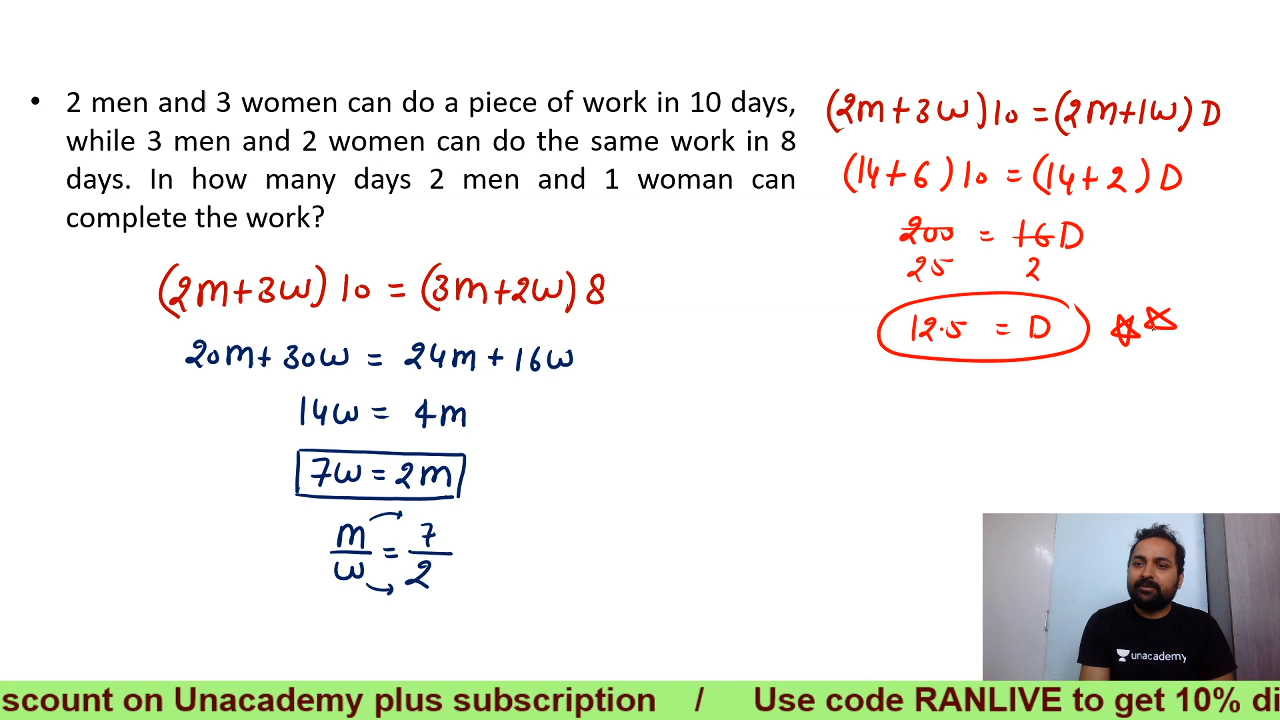 • 2 men and 3 women can do a piece of work in 10 days,
while 3 men and 2 women can do the same work in 8
days. In how many days 2 men and 1 woman can
complete the work?
(2m+3w)10 = (3m+2w)8
20m+30w = 24m+16w
14w = 4m
7w = 2m
m/w = 7/2
(2m+3w)10 = (2m+1w)D
(14+6)10 = (14+2)D
200 = 16D
25 2
12.5 = D
unacademy
scount on Unacademy plus subscription / Use code RANLIVE to get 10% di